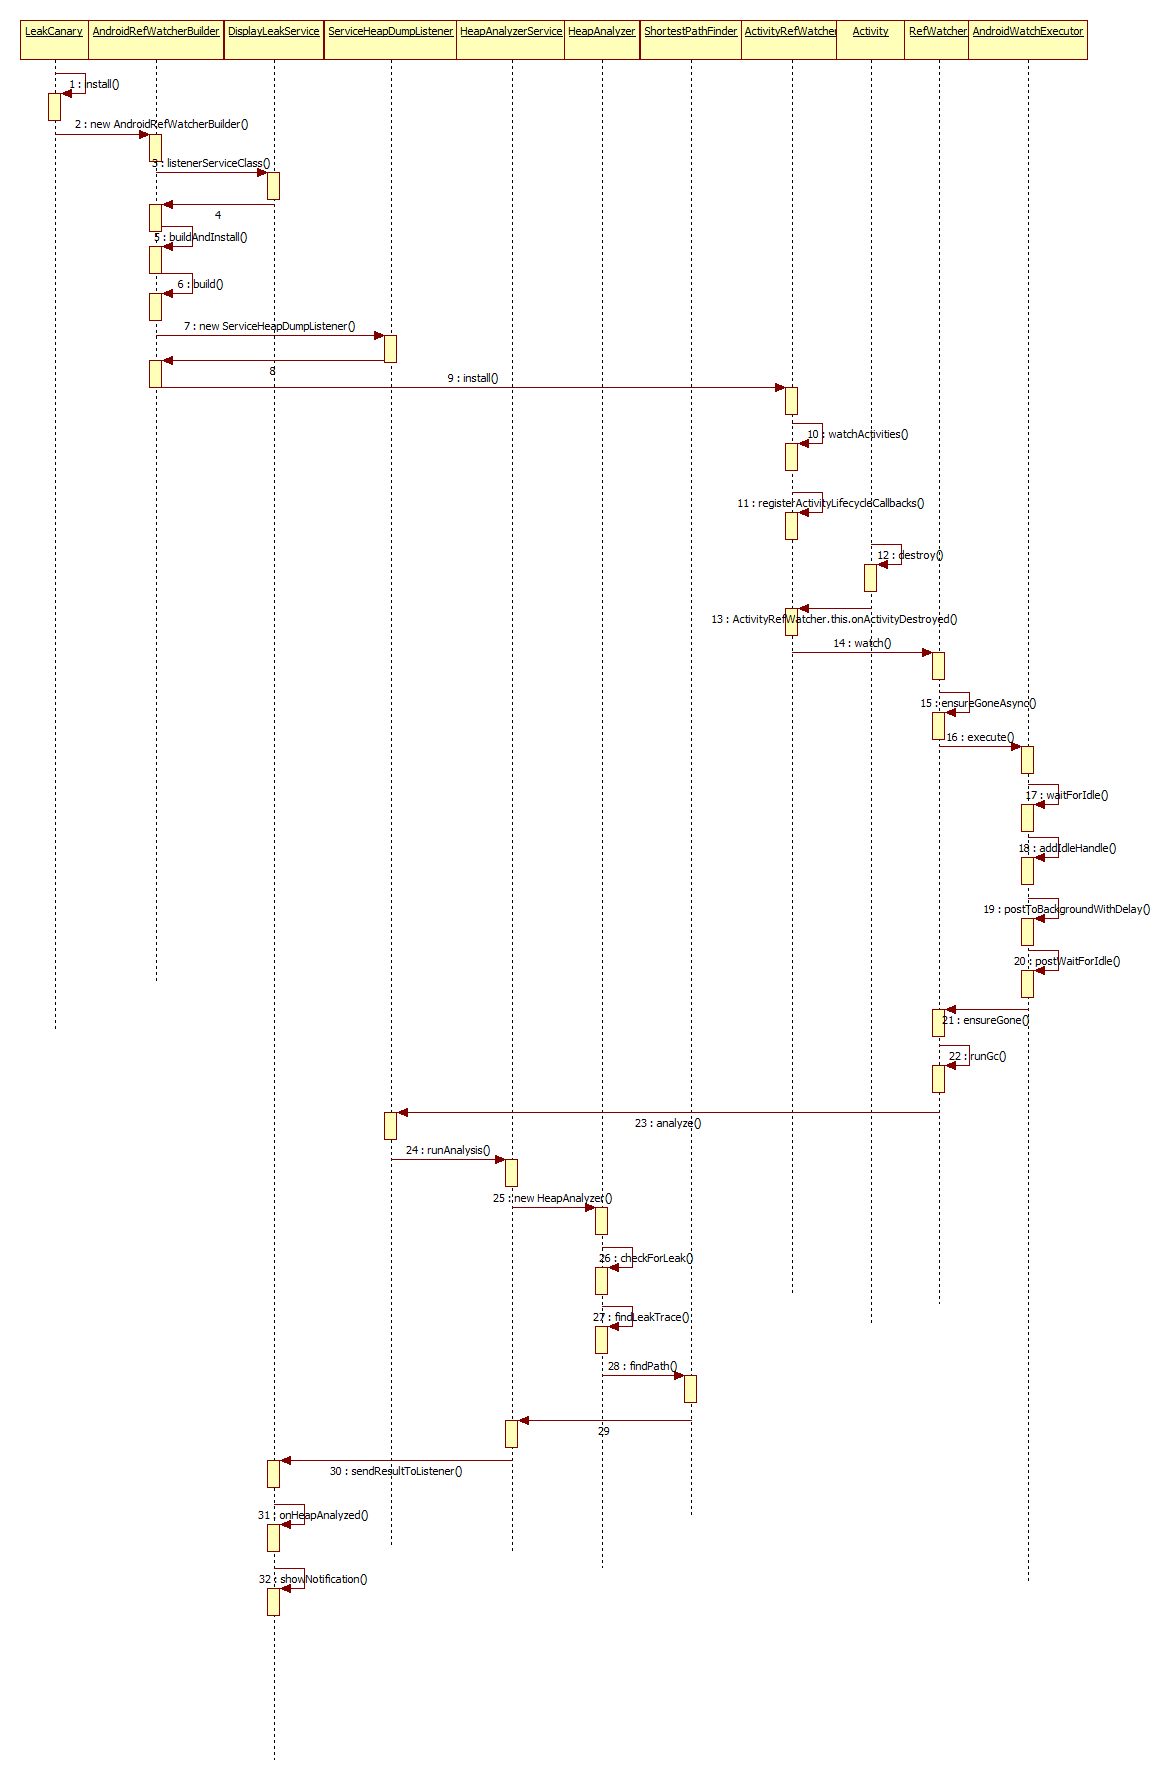 LeakCanary
AndroidRefWatcherBuilder
DisplayLeakService
ServiceHeapDumpListener
HeapAnalyzerService
HeapAnalyzer
ShortestPathFinder
ActivityRefWatcher
Activity
RefWatcher
AndroidWatchExecutor
1 : install()
2 : new AndroidRefWatcherBuilder()
3 : listenerServiceClass()
4
5 : buildAndInstall()
6 : build()
7 : new ServiceHeapDumpListener()
8
9 : install()
10 : watchActivities()
11 : registerActivityLifecycleCallbacks()
12 : destroy()
13 : ActivityRefWatcher.this.onActivityDestroyed()
14 : watch()
15 : ensureGoneAsync()
16 : execute()
17 : waitForIdle()
18 : addIdleHandle()
19 : postToBackgroundWithDelay()
20 : postWaitForIdle()
21 : ensureGone()
22 : runGc()
23 : analyze()
24 : runAnalysis()
25 : new HeapAnalyzer()
26 : checkForLeak()
27 : findLeakTrace()
28 : findPath()
29
30 : sendResultToListener()
31 : onHeapAnalyzed()
32 : showNotification()